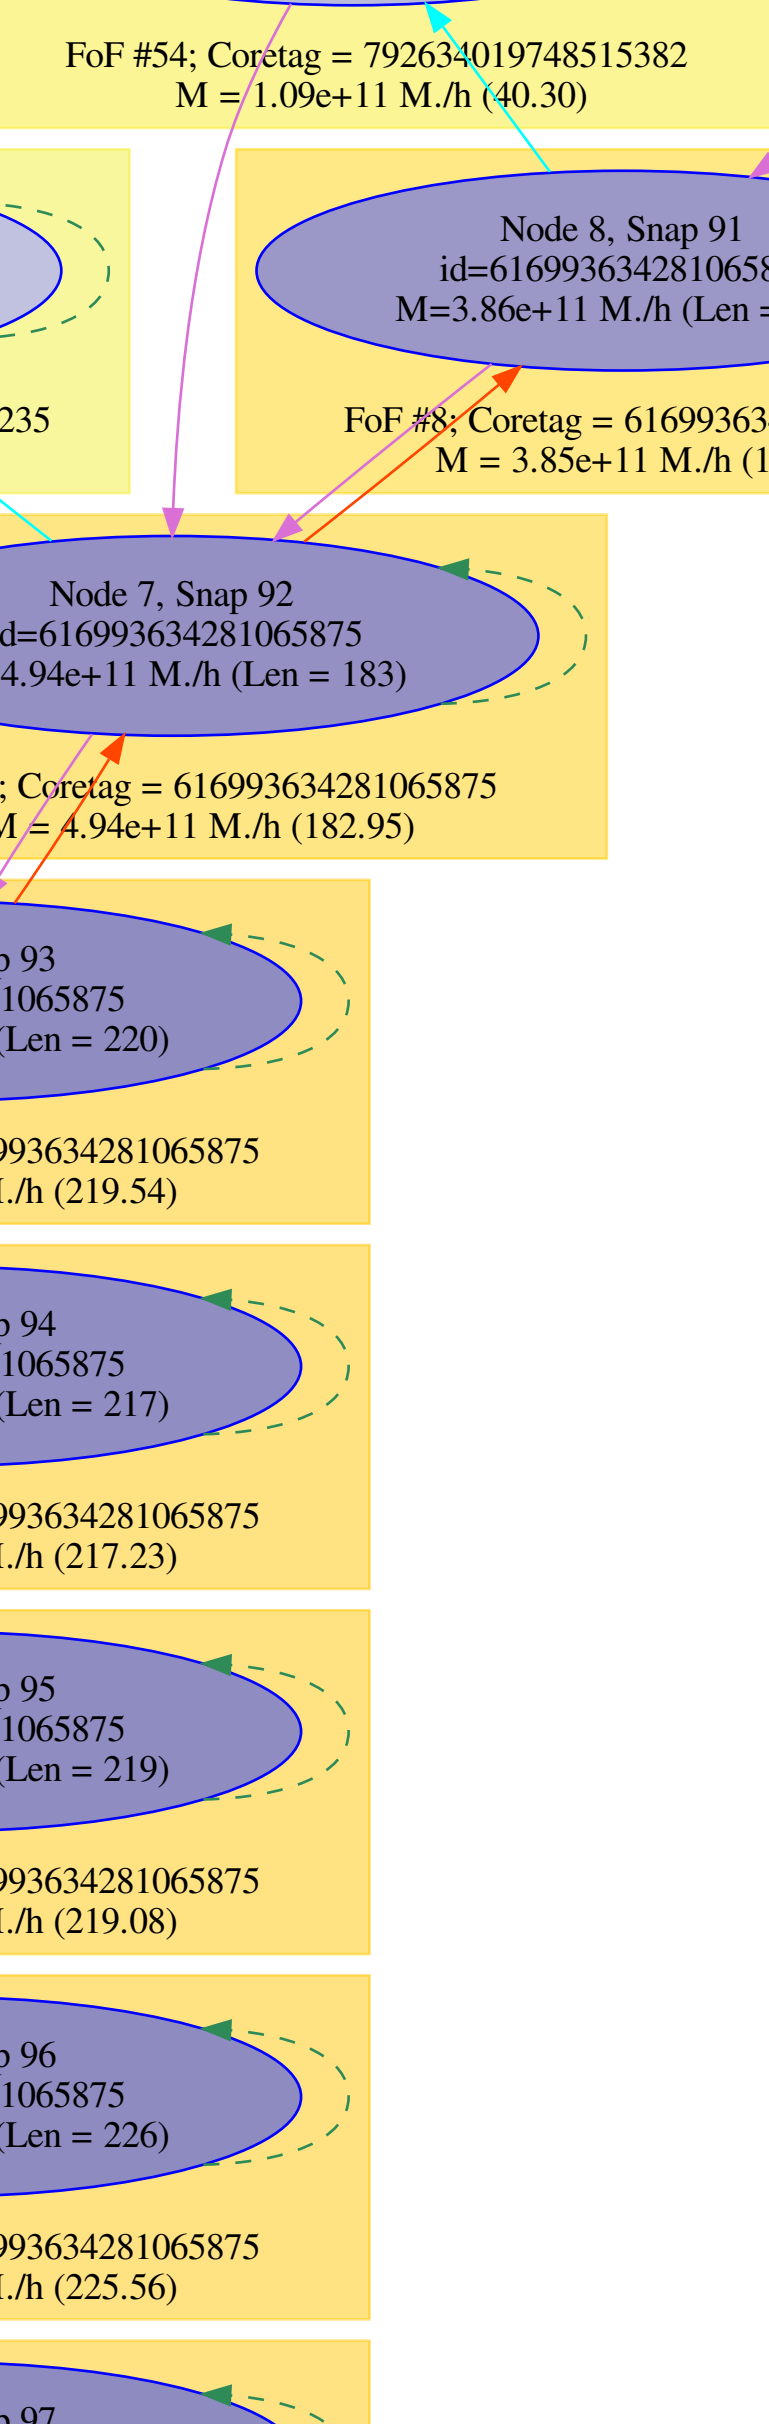 FoF #54; Coretag = 792634019748515382
M = 1.09e+11 M./h (40.30)
Node 8, Snap 91
id=6169936342810658
M=3.86e+11 M./h (Len =
235
FoF #8; Coretag = 61699363
M = 3.85e+11 M./h (1
Node 7, Snap 92
d=616993634281065875
4.94e+11 M./h (Len = 183)
; Coretag = 616993634281065875
M = 4.94e+11 M./h (182.95)
p 93
1065875
(Len = 220)
993634281065875
./h (219.54)
p 94
1065875
(Len = 217)
993634281065875
./h (217.23)
p 95
1065875
(Len = 219)
993634281065875
./h (219.08)
p 96
1065875
(Len = 226)
993634281065875
./h (225.56)
p 97